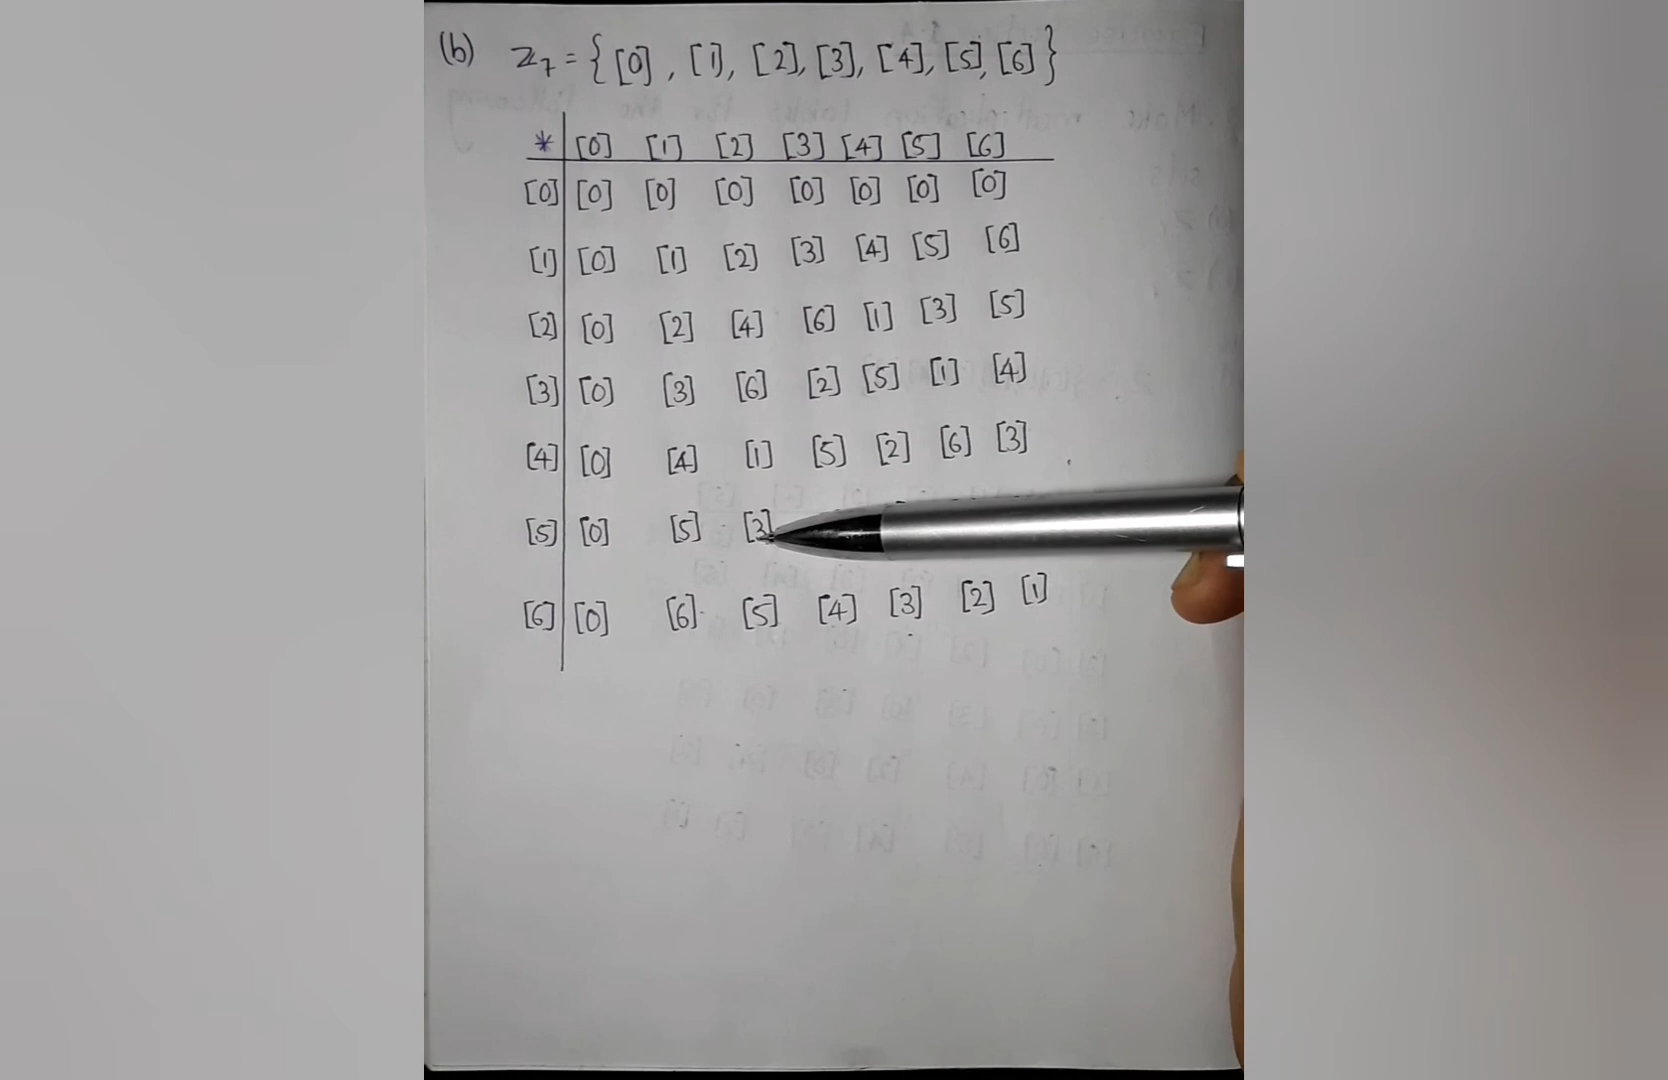 (b) Z7 = { [0], [1], [2], [3], [4], [5], [6] }
* [0] [1] [2] [3] [4] [5] [6]
[0] [0] [0] [0] [0] [0] [0] [0]
[1] [0] [1] [2] [3] [4] [5] [6]
[2] [0] [2] [4] [6] [1] [3] [5]
[3] [0] [3] [6] [2] [5] [1] [4]
[4] [0] [4] [1] [5] [2] [6] [3]
[5] [0] [5] [3]
[6] [0] [6] [5] [4] [3] [2] [1]